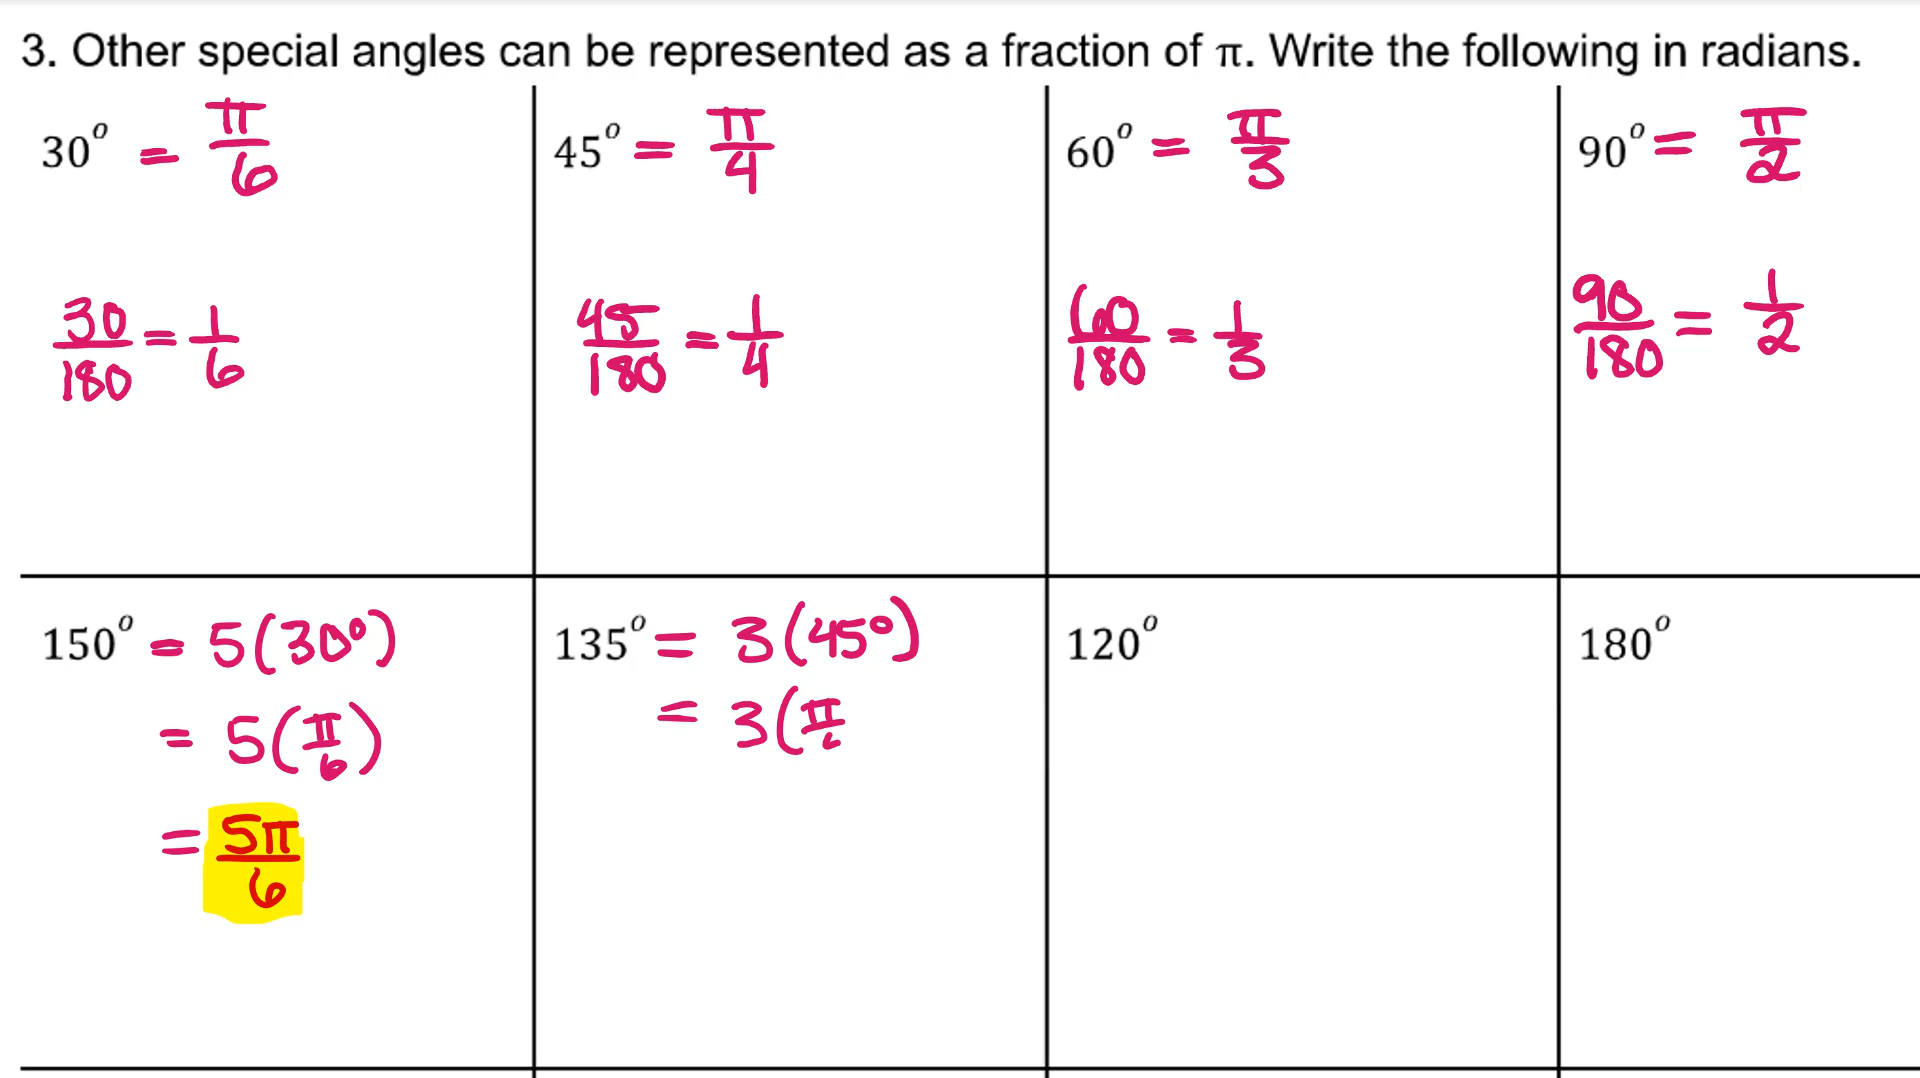 3. Other special angles can be represented as a fraction of π. Write the following in radians.
30° = π/6
30/180 = 1/6
45° = π/4
45/180 = 1/4
60° = π/3
60/180 = 1/3
90° = π/2
90/180 = 1/2
150° = 5(30°)
= 5(π/6)
= 5π/6
135° = 3(45°)
= 3(π/
120°
180°